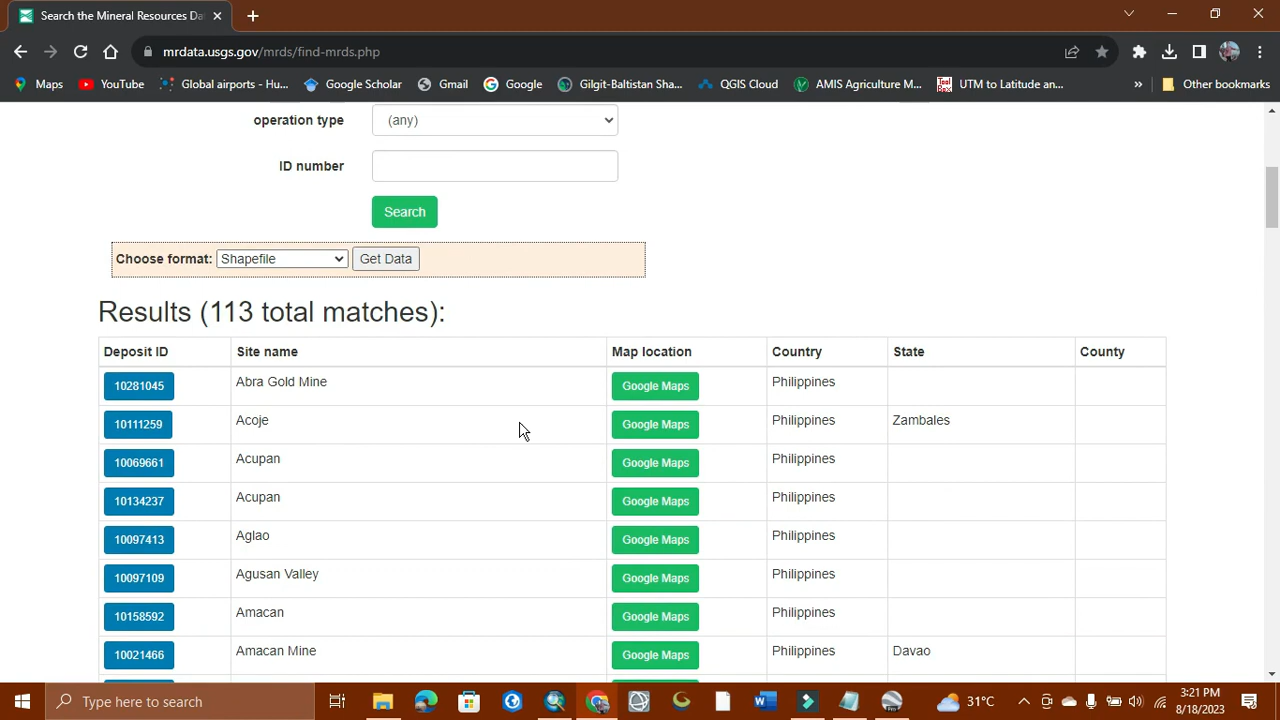 Search the Mineral Resources Da
mrdata.usgs.gov/mrds/find-mrds.php
Maps YouTube Global airports - Hu... Google Scholar Gmail Google Gilgit-Baltistan Sha... QGIS Cloud AMIS Agriculture M... UTM to Latitude an... » Other bookmarks
operation type (any)
ID number
Search
Choose format: Shapefile Get Data
Results (113 total matches):
Deposit ID Site name Map location Country State County
10281045 Abra Gold Mine Google Maps Philippines
10111259 Acoje Google Maps Philippines Zambales
10069661 Acupan Google Maps Philippines
10134237 Acupan Google Maps Philippines
10097413 Aglao Google Maps Philippines
10097109 Agusan Valley Google Maps Philippines
10158592 Amacan Google Maps Philippines
10021466 Amacan Mine Google Maps Philippines Davao
Type here to search 31°C 3:21 PM
8/18/2023